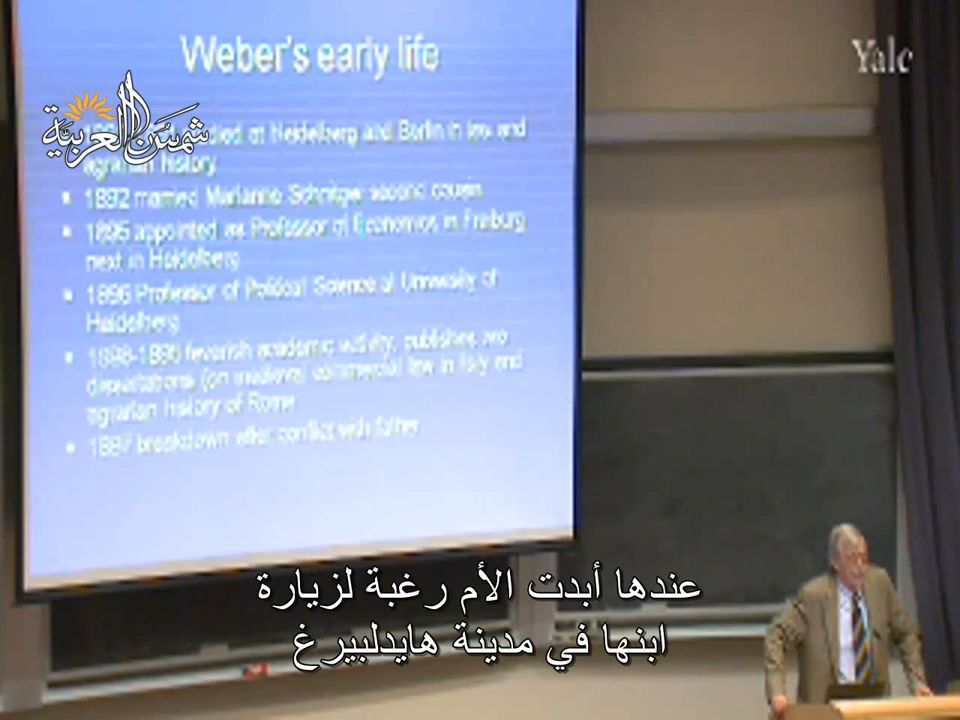 Weber's early life
Yale
شمس العربية
studied at Heidelberg and Berlin in law and
agrarian history
1892 married Marianne Schnitger second cousin
1895 appointed as Professor of Economics in Freiburg
next in Heidelberg
1896 Professor of Political Science at University of
Heidelberg
feverish academic activity, publishes two
dissertations (on medieval commercial law in Italy and
agrarian history of Rome
1897 breakdown after conflict with father
عندها أبدت الأم رغبة لزيارة
ابنها في مدينة هايدلبيرغ